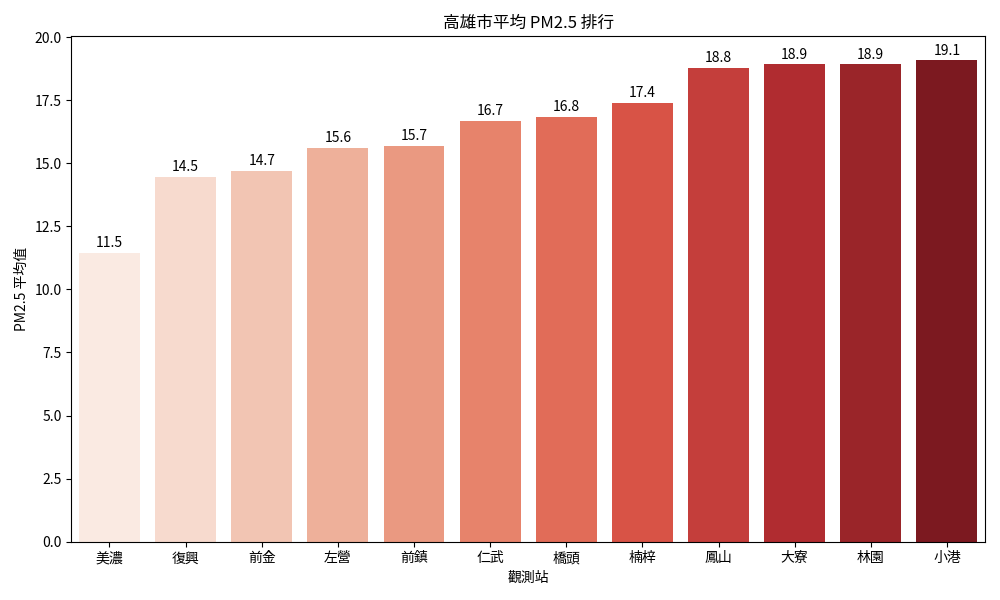 高雄市平均 PM2.5 排行
PM2.5 平均值
20.0
17.5
15.0
12.5
10.0
7.5
5.0
2.5
0.0
11.5
14.5
14.7
15.6
15.7
16.7
16.8
17.4
18.8
18.9
18.9
19.1
美濃
復興
前金
左營
前鎮
仁武
橋頭
楠梓
鳳山
大寮
林園
小港
觀測站